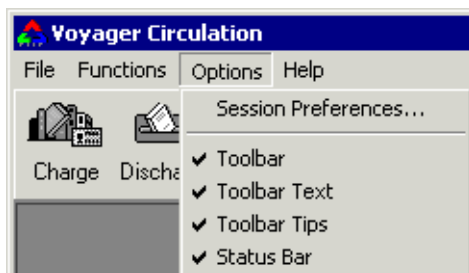 Voyager Circulation
File Functions Options Help
Session Preferences...
Charge
Toolbar
Toolbar Text
Toolbar Tips
Status Bar